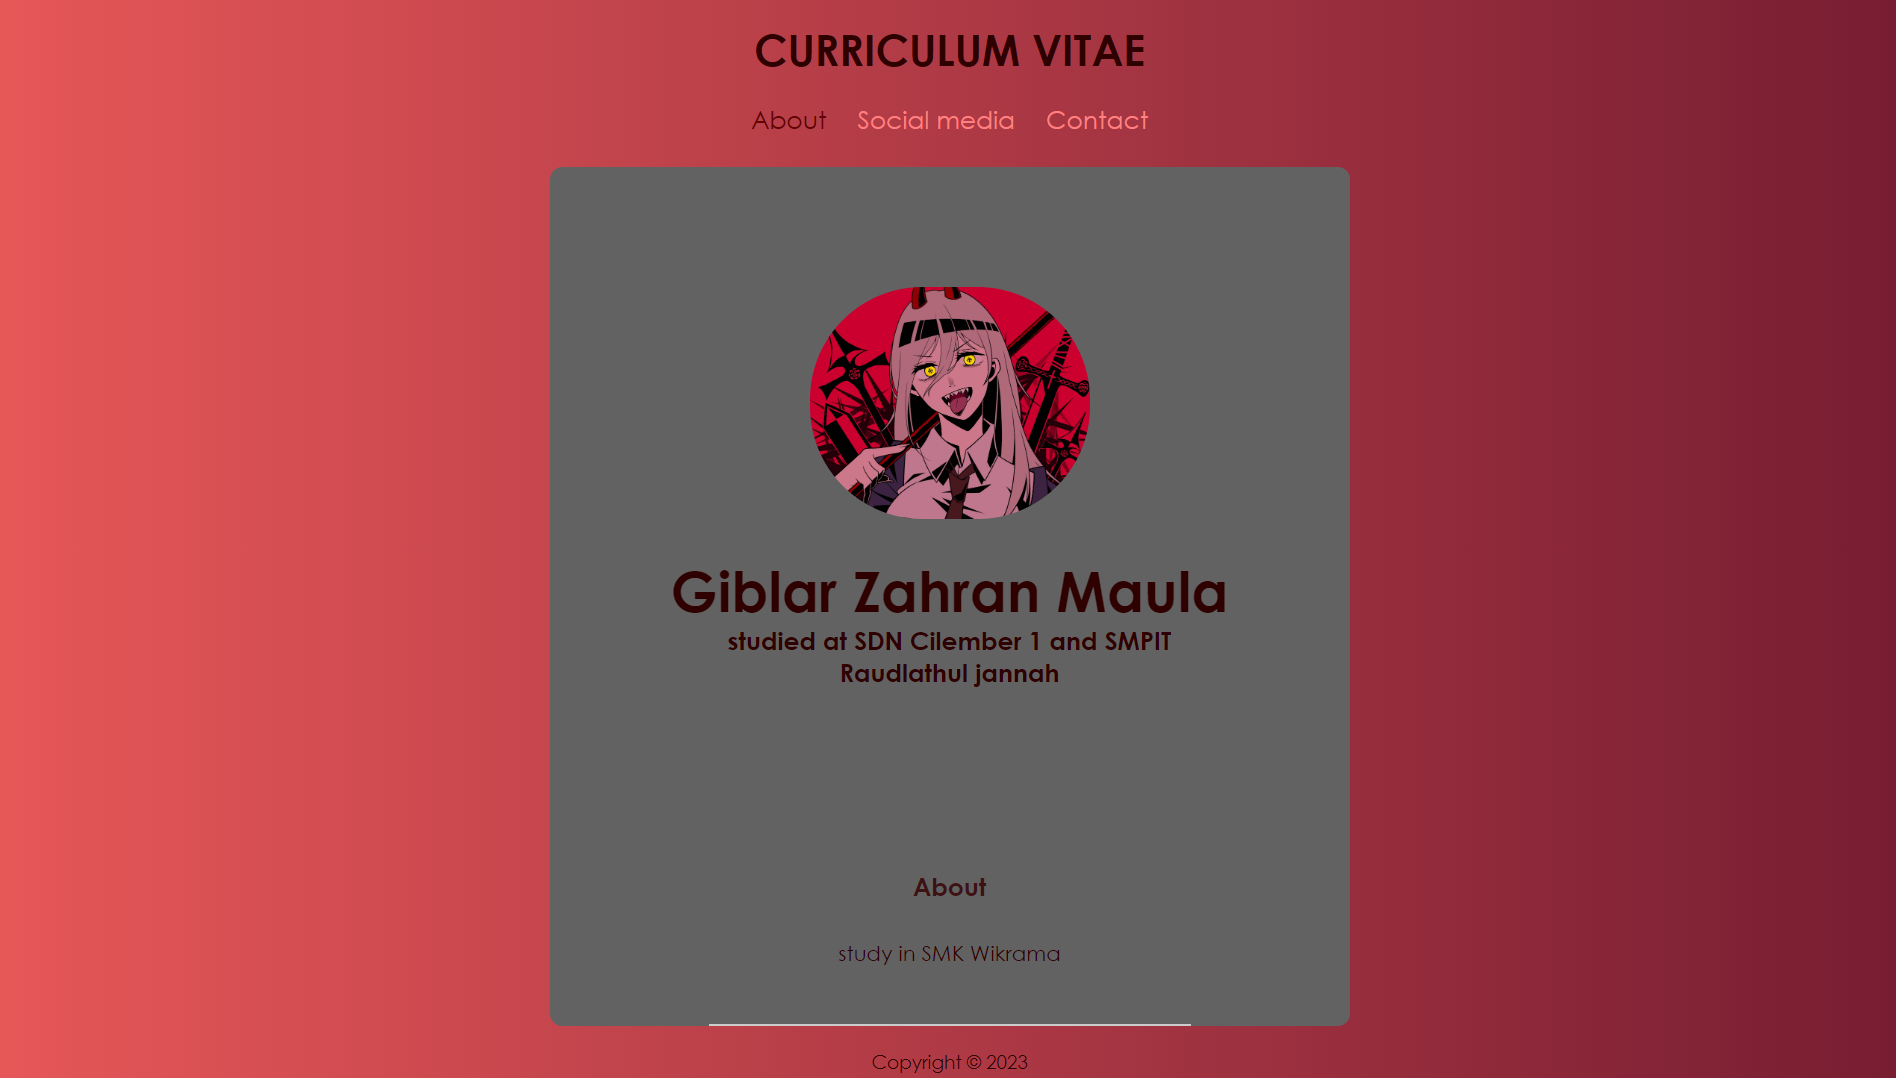 CURRICULUM VITAE
About Social media Contact
Giblar Zahran Maula
studied at SDN Cilember 1 and SMPIT
Raudlathul jannah
About
study in SMK Wikrama
Copyright © 2023